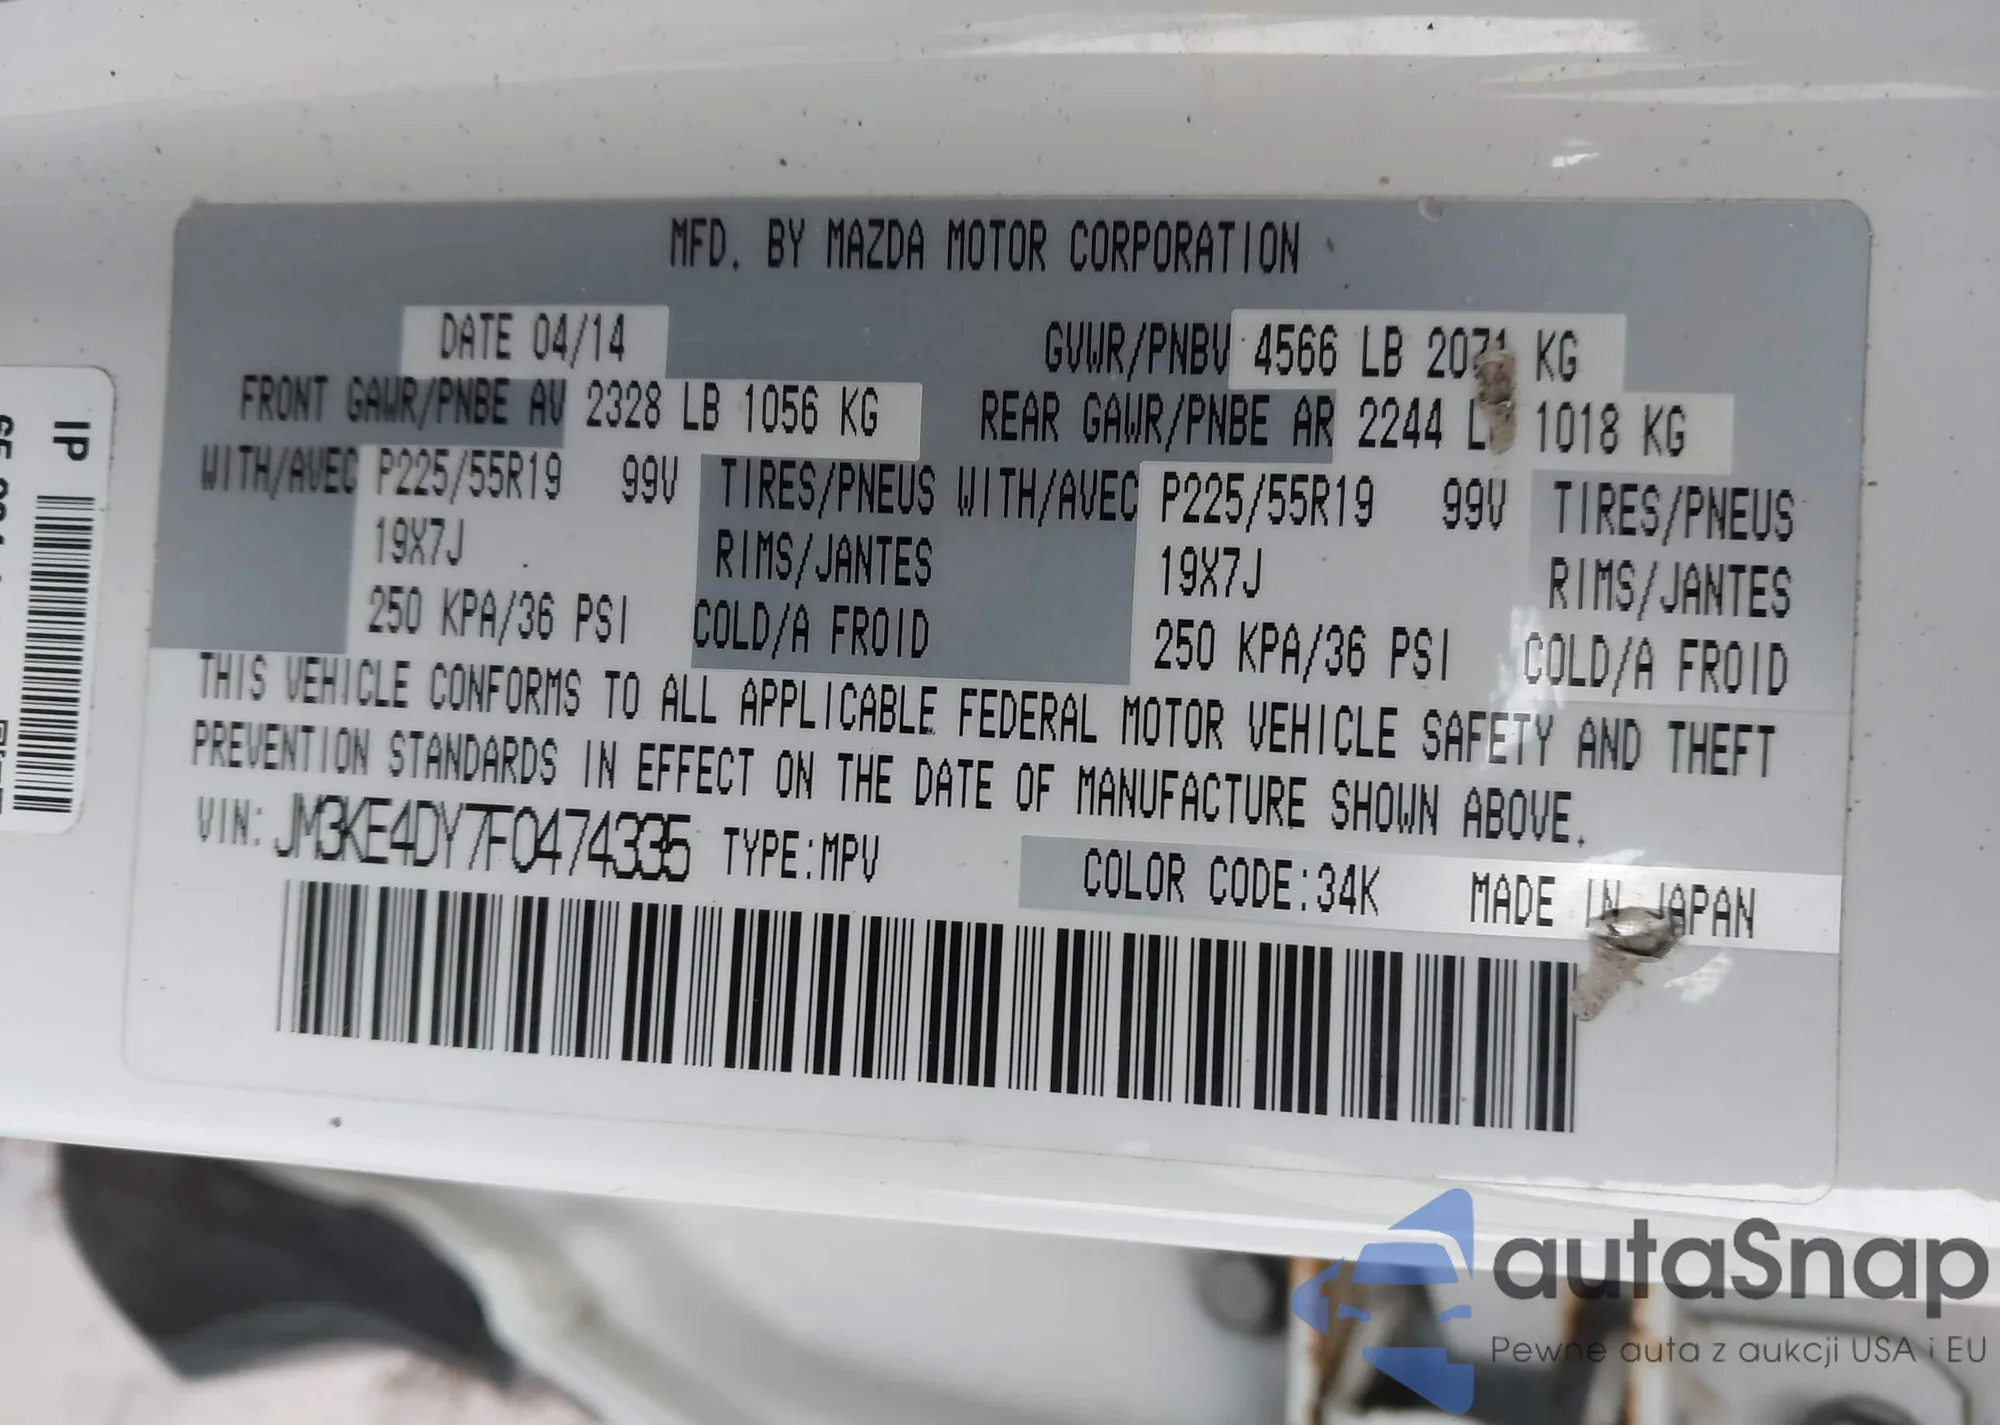 MFD. BY MAZDA MOTOR CORPORATION
DATE 04/14 GVWR/PNBV 4566 LB 2071 KG
FRONT GAWR/PNBE AV 2328 LB 1056 KG REAR GAWR/PNBE AR 2244 1018 KG
WITH/AVEC P225/55R19 99V TIRES/PNEUS WITH/AVEC P225/55R19 99V TIRES/PNEUS
19X7J RIMS/JANTES 19X7J RIMS/JANTES
250 KPA/36 PSI COLD/A FROID 250 KPA/36 PSI COLD/A FROID
THIS VEHICLE CONFORMS TO ALL APPLICABLE FEDERAL MOTOR VEHICLE SAFETY AND THEFT
PREVENTION STANDARDS IN EFFECT ON THE DATE OF MANUFACTURE SHOWN ABOVE.
VIN: JM3KE4DY7F0474335 TYPE:MPV COLOR CODE:34K MADE IN JAPAN
IP
autaSnap
Pewne auta z aukcji USA i EU